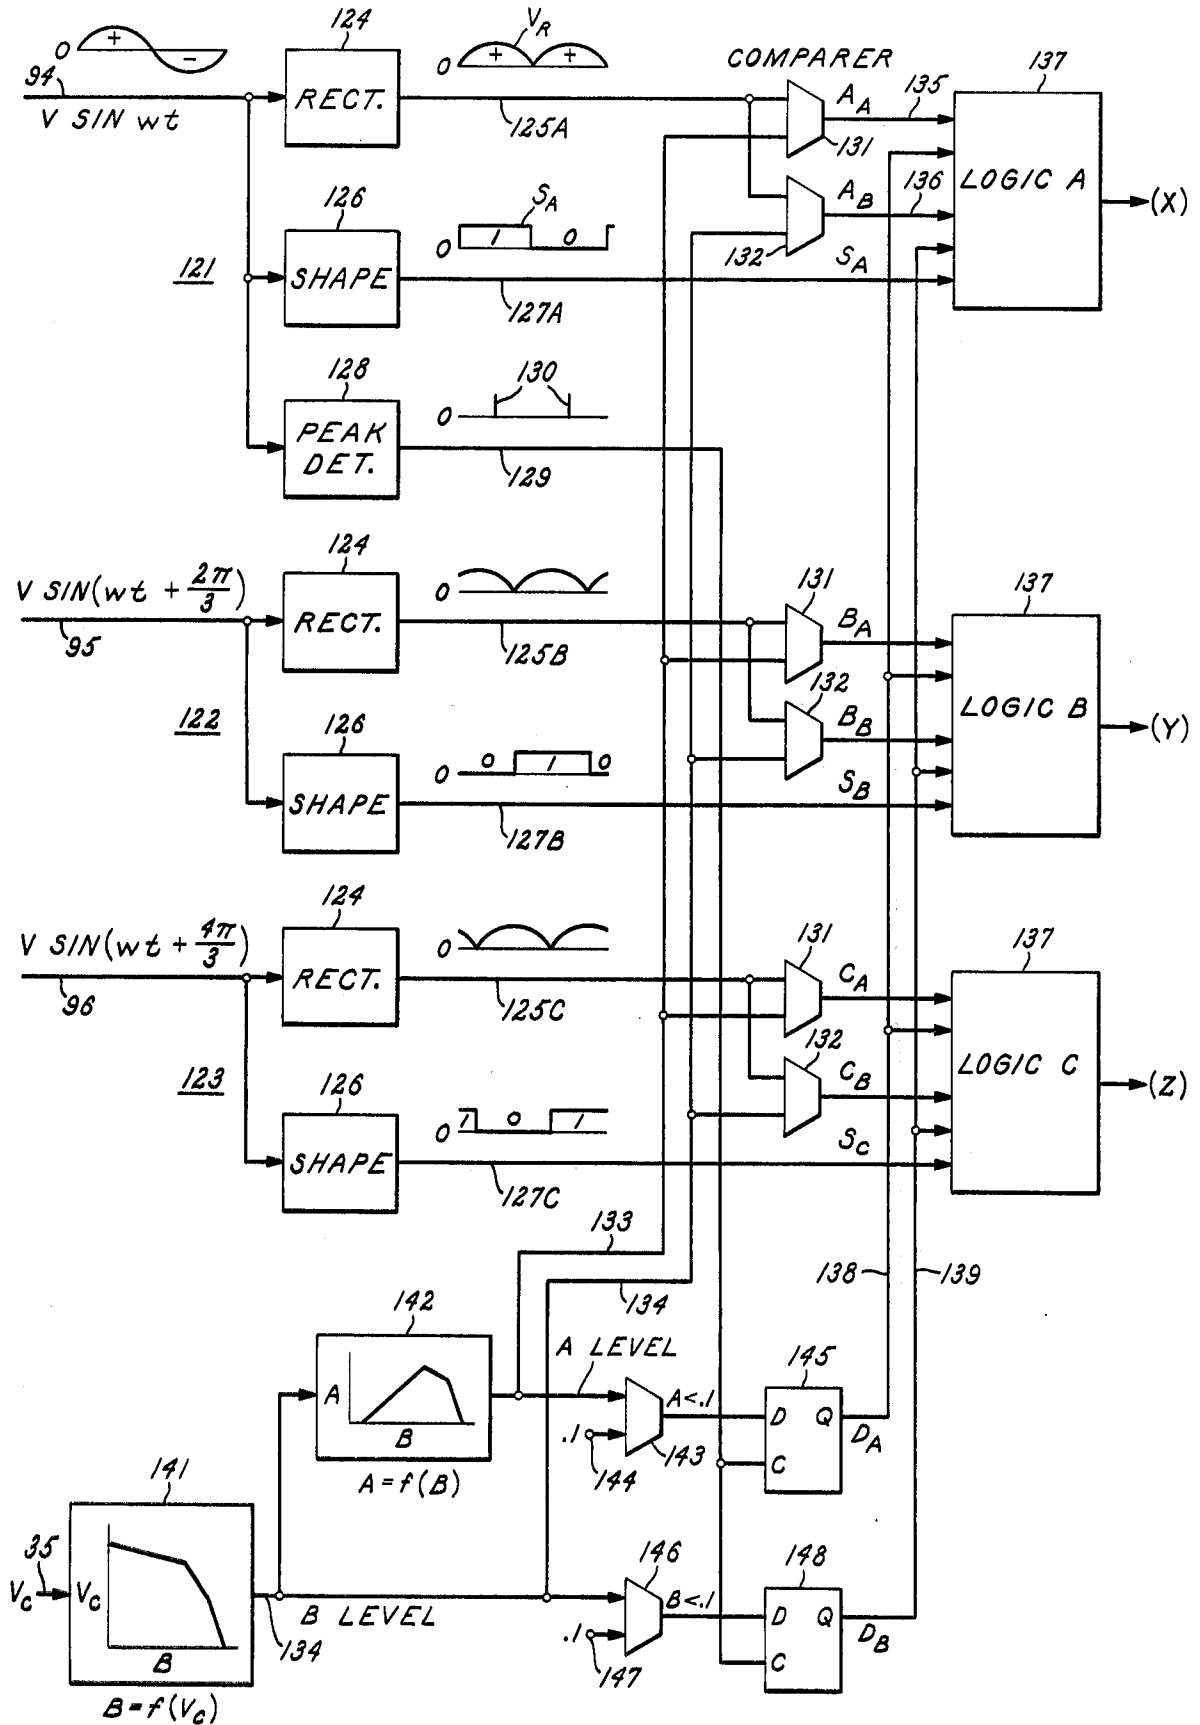 0 + −
94
V SIN wt
124
RECT.
V_R
0 + +
125A
COMPARER
131
A_A
135
137
LOGIC A
(X)
121
126
SHAPE
S_A
0 1 0
127A
132
A_B
136
S_A
128
PEAK
DET.
130
0
129
V SIN(wt + 2π/3)
95
124
RECT.
0
125B
131
B_A
137
LOGIC B
(Y)
122
126
SHAPE
0 0 1 0
127B
132
B_B
S_B
V SIN(wt + 4π/3)
96
124
RECT.
0
125C
131
C_A
137
LOGIC C
(Z)
123
126
SHAPE
0 1 0 1
127C
132
C_B
S_C
133
134
138
139
142
A
B
A=f(B)
A LEVEL
.1
144
143
A<.1
145
D Q
C
D_A
141
35
V_C
V_C
B
B=f(V_C)
134
B LEVEL
.1
147
146
B<.1
148
D Q
C
D_B